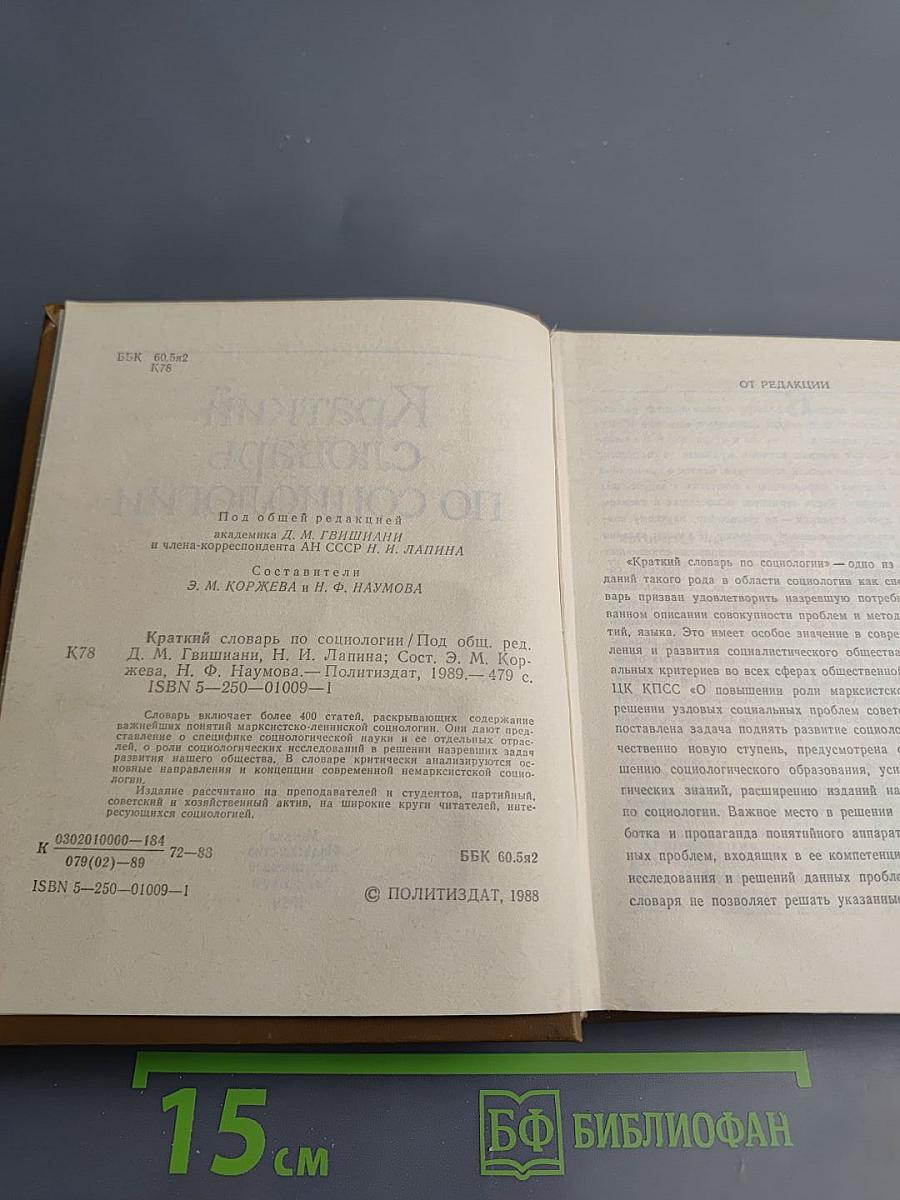 ББК 60.5я2
К78
Краткий
словарь
по социологии
Под общей редакцией
академика Д. М. ГВИШИАНИ
и члена-корреспондента АН СССР Н. И. ЛАПИНА
Составители
Э. М. КОРЖЕВА и Н. Ф. НАУМОВА
Краткий словарь по социологии / Под общ. ред.
К78 Д. М. Гвишиани, Н. И. Лапина; Сост. Э. М. Кор-
жева, Н. Ф. Наумова.— Политиздат, 1989.— 479 с.
ISBN 5—250—01009—1
Словарь включает более 400 статей, раскрывающих содержание
важнейших понятий марксистско-ленинской социологии. Они дают пред-
ставление о специфике социологической науки и ее отдельных отрас-
лей, о роли социологических исследований в решении назревших задач
развития нашего общества. В словаре критически анализируются ос-
новные направления и концепции современной немарксистской социо-
логии.
Издание рассчитано на преподавателей и студентов, партийный,
советский и хозяйственный актив, на широкие круги читателей, инте-
ресующихся социологией.
К 0302010000—184
079(02)—89 72—83
ББК 60.5я2
ISBN 5—250—01009—1
© ПОЛИТИЗДАТ, 1988
ОТ РЕДАКЦИИ
«Краткий словарь по социологии» — одно из
даний такого рода в области социологии как спе
варь призван удовлетворить назревшую потребн
ванном описании совокупности проблем и метод
тий, языка. Это имеет особое значение в совре
ления и развития социалистического общества
альных критериев во всех сферах общественной
ЦК КПСС «О повышении роли марксистско
решении узловых социальных проблем совет
поставлена задача поднять развитие социоло
чественно новую ступень, предусмотрена с
шению социологического образования, уси
гических знаний, расширению изданий на
по социологии. Важное место в решении
ботка и пропаганда понятийного аппарат
ных проблем, входящих в ее компетенци
исследования и решений данных пробле
словаря не позволяет решать указанные
15 см
БФ БИБЛИОФАН